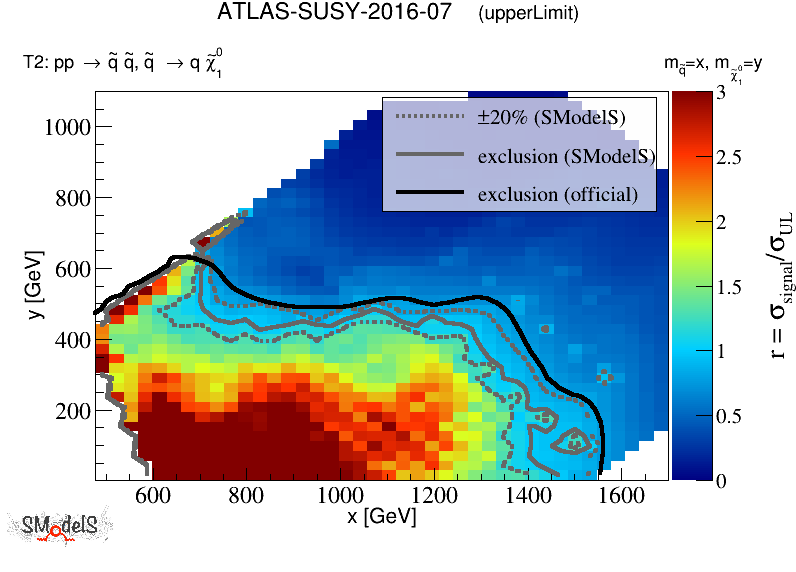 ATLAS-SUSY-2016-07 (upperLimit)
T2: pp → q̃ q̃, q̃ → q χ̃₁⁰
m_q̃=x, m_χ̃₁⁰=y
±20% (SModelS)
exclusion (SModelS)
exclusion (official)
1000
800
600
400
200
y [GeV]
600 800 1000 1200 1400 1600
x [GeV]
3
2.5
2
1.5
1
0.5
0
r = σ_signal/σ_UL
SModelS